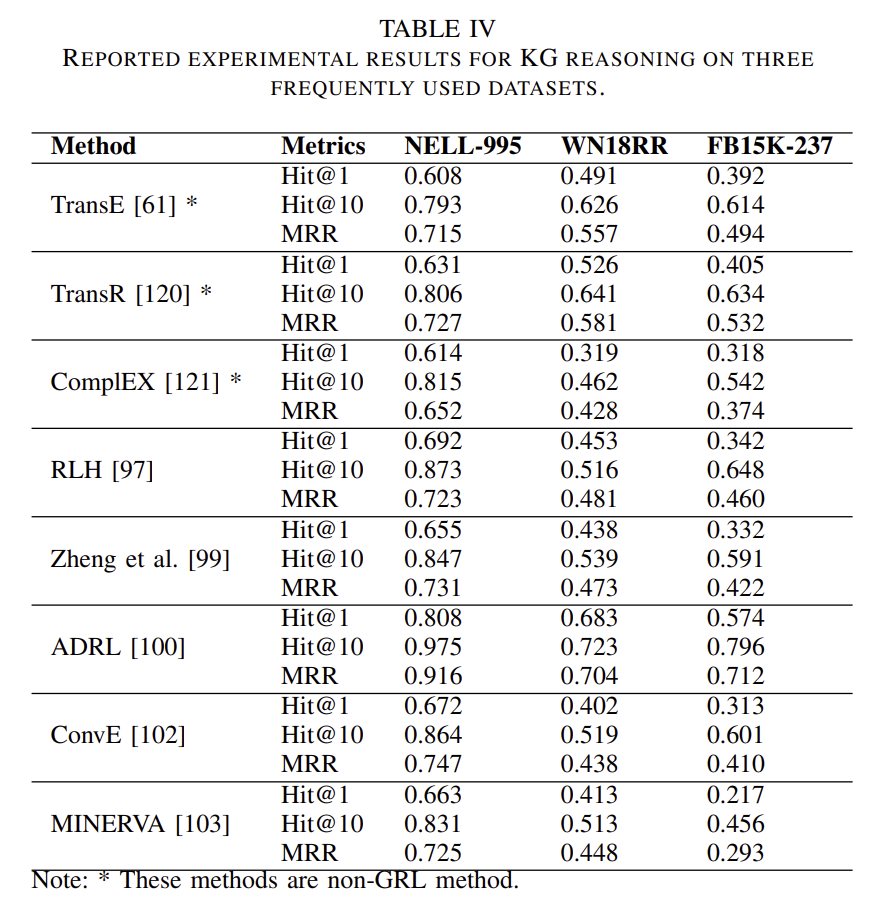 TABLE IV
REPORTED EXPERIMENTAL RESULTS FOR KG REASONING ON THREE
FREQUENTLY USED DATASETS.
Method Metrics NELL-995 WN18RR FB15K-237
Hit@1 0.608 0.491 0.392
TransE [61] * Hit@10 0.793 0.626 0.614
MRR 0.715 0.557 0.494
Hit@1 0.631 0.526 0.405
TransR [120] * Hit@10 0.806 0.641 0.634
MRR 0.727 0.581 0.532
Hit@1 0.614 0.319 0.318
ComplEX [121] * Hit@10 0.815 0.462 0.542
MRR 0.652 0.428 0.374
Hit@1 0.692 0.453 0.342
RLH [97] Hit@10 0.873 0.516 0.648
MRR 0.723 0.481 0.460
Hit@1 0.655 0.438 0.332
Zheng et al. [99] Hit@10 0.847 0.539 0.591
MRR 0.731 0.473 0.422
Hit@1 0.808 0.683 0.574
ADRL [100] Hit@10 0.975 0.723 0.796
MRR 0.916 0.704 0.712
Hit@1 0.672 0.402 0.313
ConvE [102] Hit@10 0.864 0.519 0.601
MRR 0.747 0.438 0.410
Hit@1 0.663 0.413 0.217
MINERVA [103] Hit@10 0.831 0.513 0.456
MRR 0.725 0.448 0.293
Note: * These methods are non-GRL method.